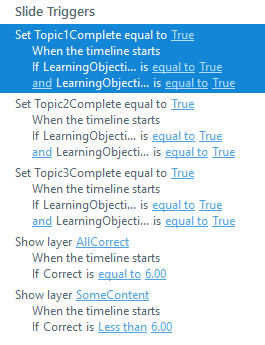 Slide Triggers
Set Topic1Complete equal to True
When the timeline starts
If LearningObjecti... is equal to True
and LearningObjecti... is equal to True
Set Topic2Complete equal to True
When the timeline starts
If LearningObjecti... is equal to True
and LearningObjecti... is equal to True
Set Topic3Complete equal to True
When the timeline starts
If LearningObjecti... is equal to True
and LearningObjecti... is equal to True
Show layer AllCorrect
When the timeline starts
If Correct is equal to 6.00
Show layer SomeContent
When the timeline starts
If Correct is Less than 6.00